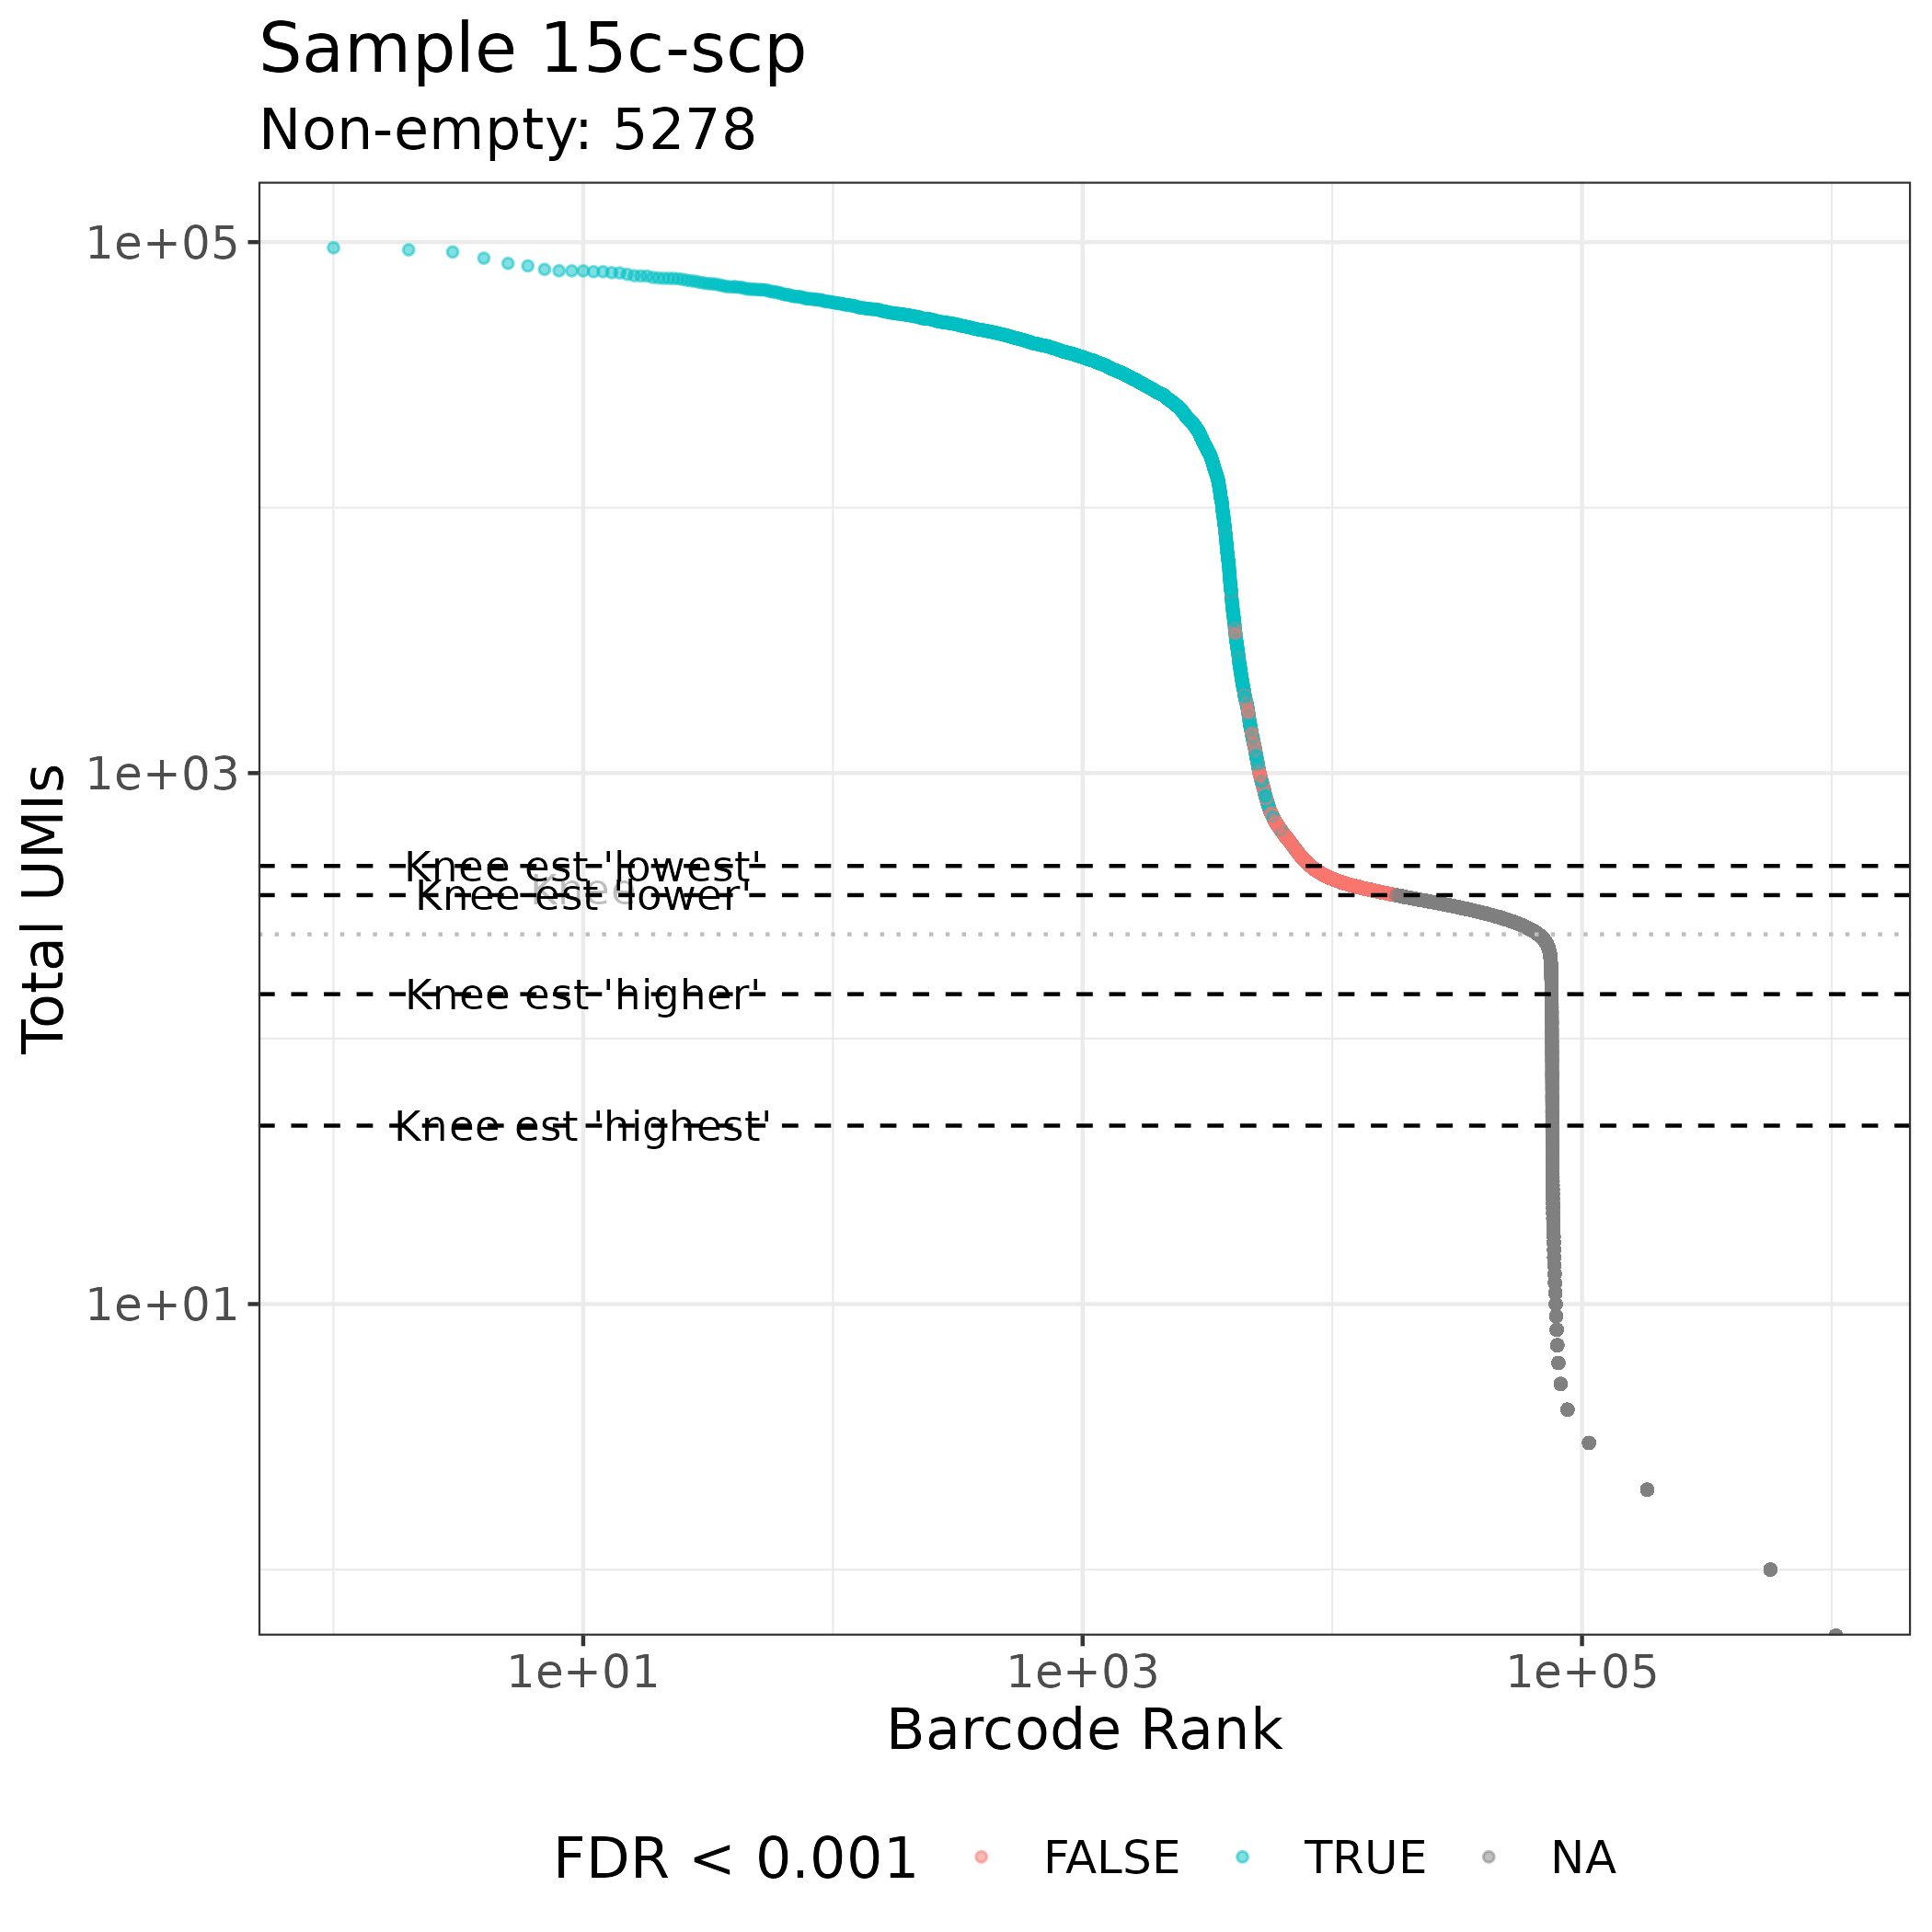 Sample 15c-scp
Non-empty: 5278
Total UMIs
1e+05
1e+03
1e+01
Knee est 'lowest'
Knee
Knee est 'lower'
Knee est 'higher'
Knee est 'highest'
1e+01 1e+03 1e+05
Barcode Rank
FDR < 0.001 FALSE TRUE NA